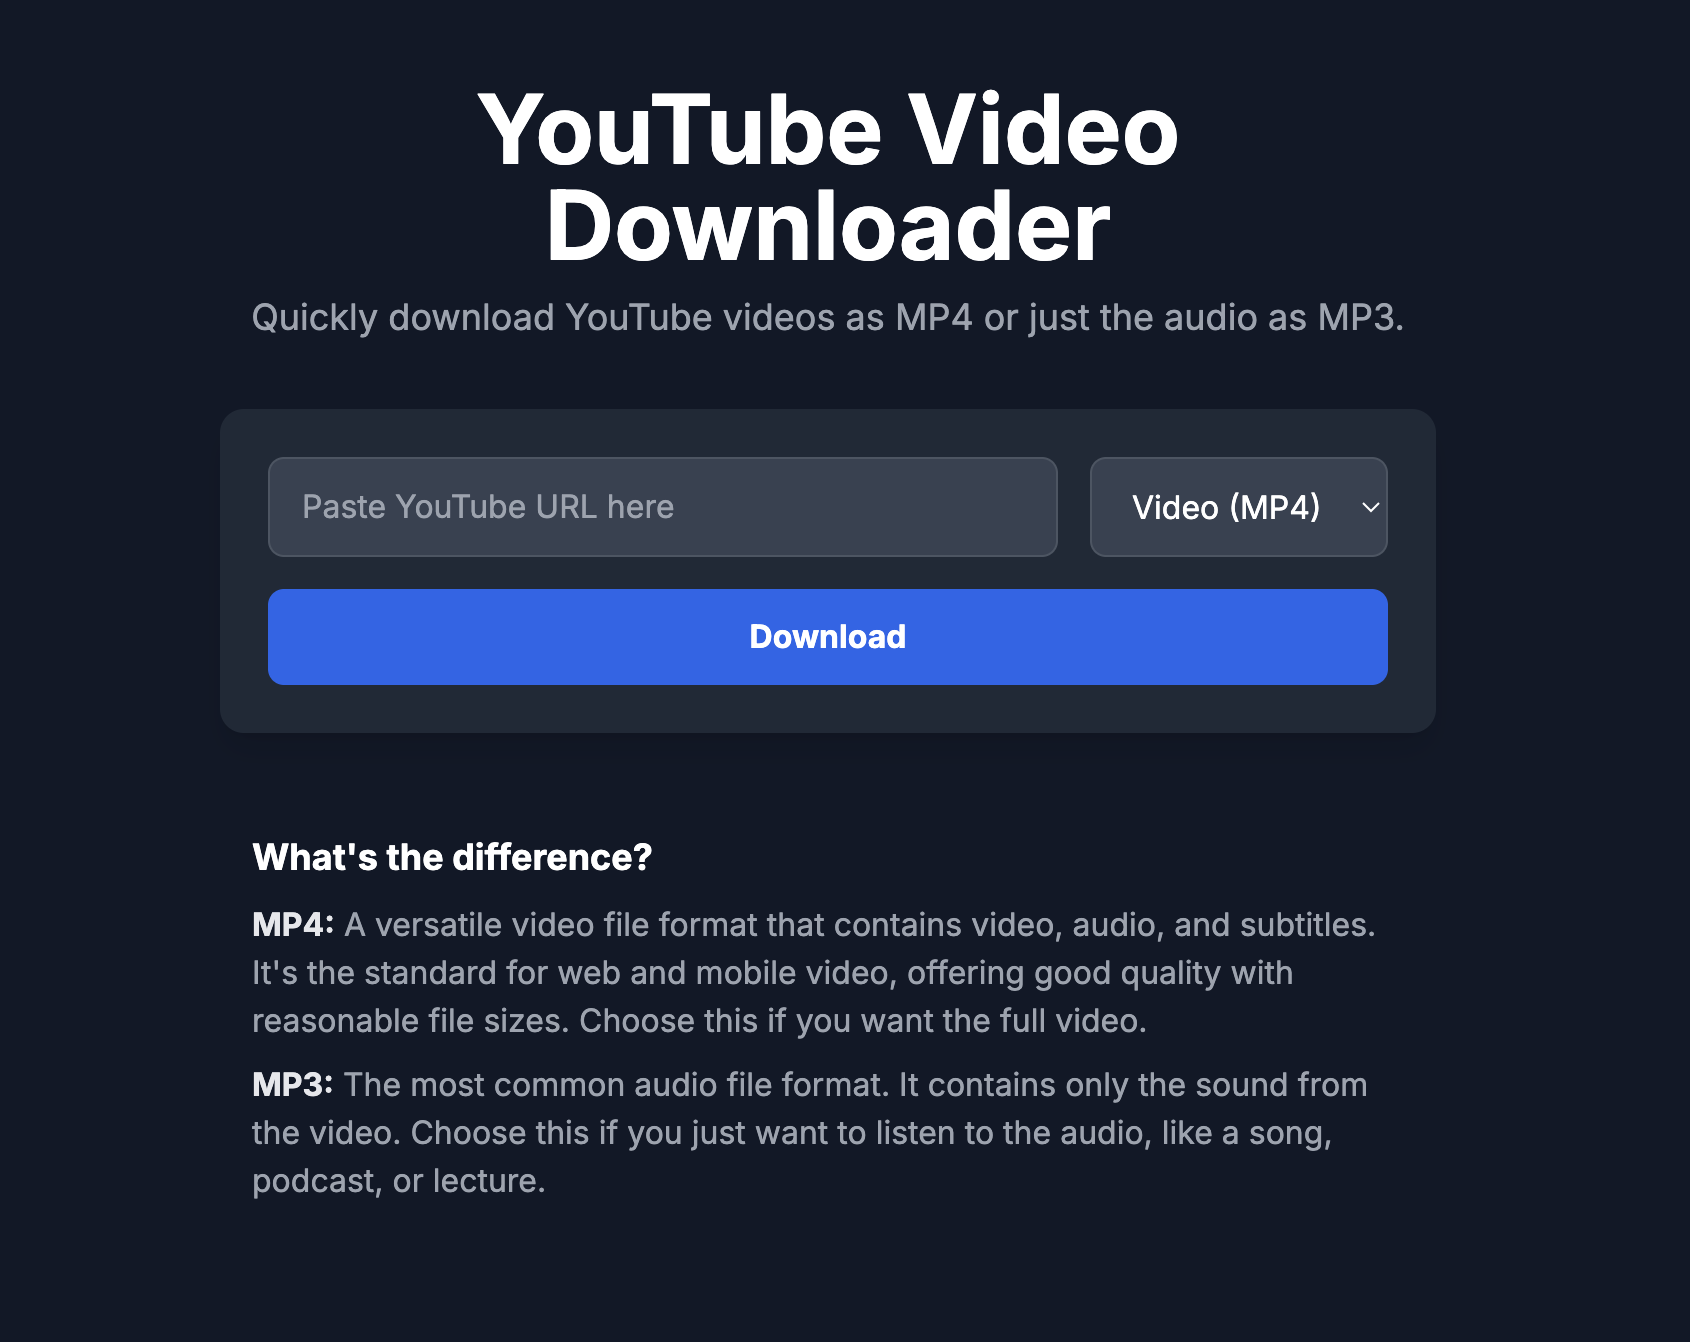 YouTube Video
Downloader
Quickly download YouTube videos as MP4 or just the audio as MP3.
Paste YouTube URL here
Video (MP4)
Download
What's the difference?
MP4: A versatile video file format that contains video, audio, and subtitles.
It's the standard for web and mobile video, offering good quality with
reasonable file sizes. Choose this if you want the full video.
MP3: The most common audio file format. It contains only the sound from
the video. Choose this if you just want to listen to the audio, like a song,
podcast, or lecture.